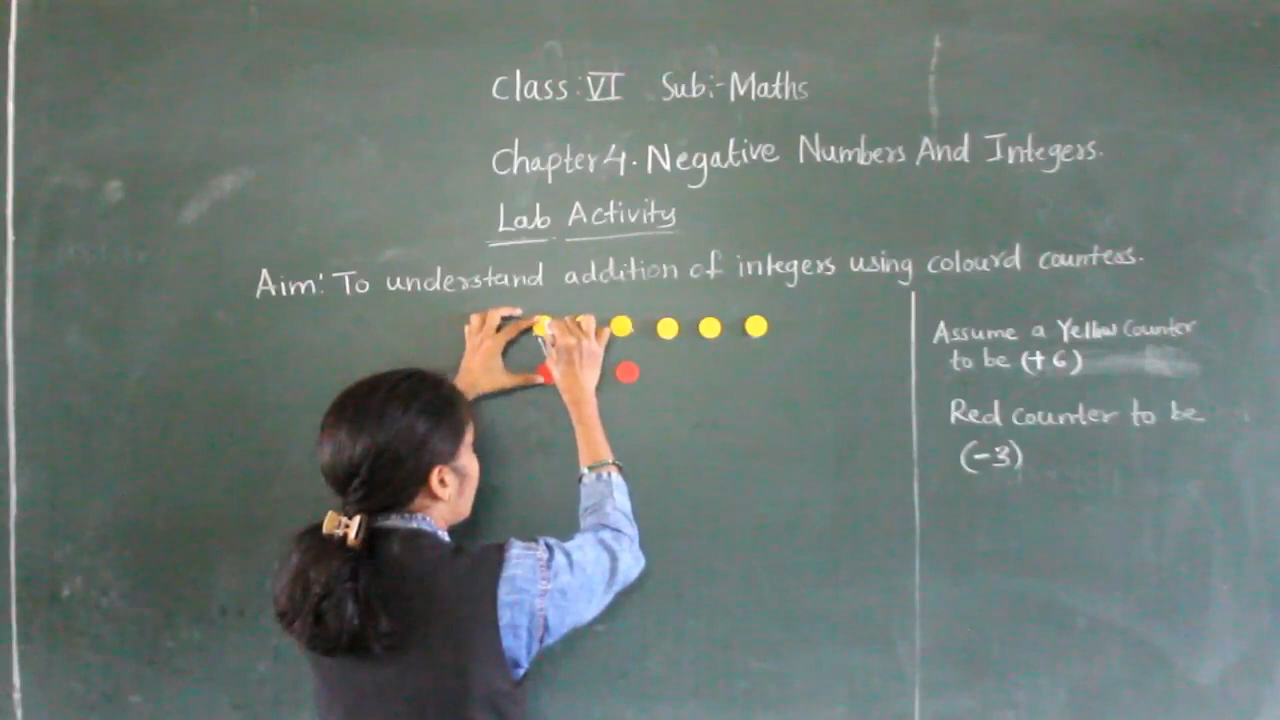 Class: VI Sub:-Maths
Chapter 4. Negative Numbers And Integers.
Lab Activity
Aim: To understand addition of integers using colourd counters.
Assume a Yellow Counter
to be (+6)
Red counter to be
(-3)